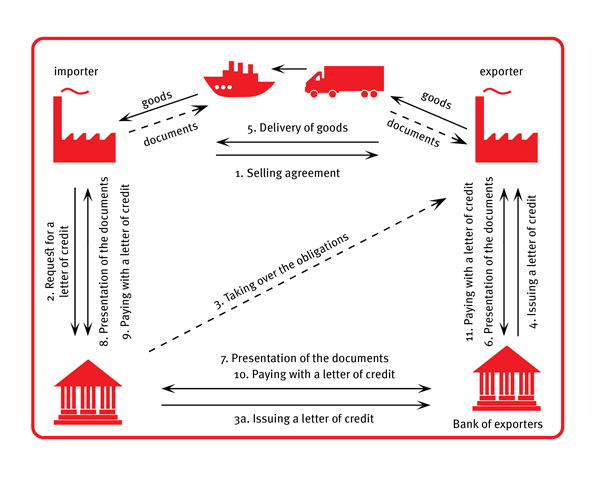 importer
exporter
goods
documents
goods
documents
5. Delivery of goods
1. Selling agreement
2. Request for a
letter of credit
8. Presentation of the documents
9. Paying with a letter of credit
3. Taking over the obligations
11. Paying with a letter of credit
6. Presentation of the documents
4. Issuing a letter of credit
7. Presentation of the documents
10. Paying with a letter of credit
3a. Issuing a letter of credit
Bank of exporters